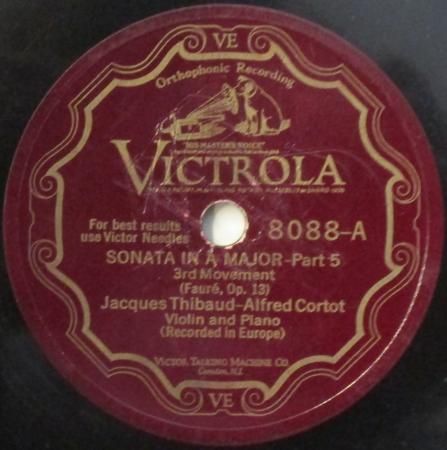 VE
Orthophonic Recording
"HIS MASTER'S VOICE"
VICTROLA
For best results
use Victor Needles
8088-A
SONATA IN A MAJOR-Part 5
3rd Movement
(Fauré, Op. 13)
Jacques Thibaud-Alfred Cortot
Violin and Piano
(Recorded in Europe)
VICTOR TALKING MACHINE CO.
Camden, N.J.
VE